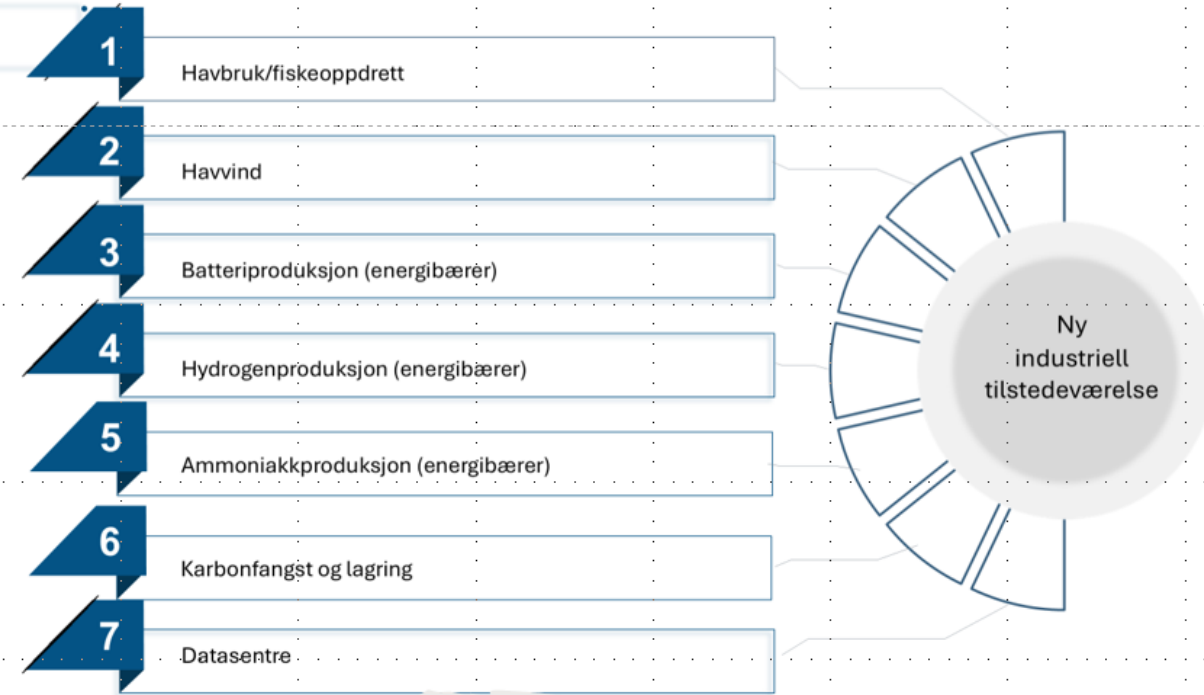 1
Havbruk/fiskeoppdrett
2
Havvind
3
Batteriproduksjon (energibærer)
4
Hydrogenproduksjon (energibærer)
5
Ammoniakkproduksjon (energibærer)
6
Karbonfangst og lagring
7
Datasentre
Ny
industriell
tilstedeværelse